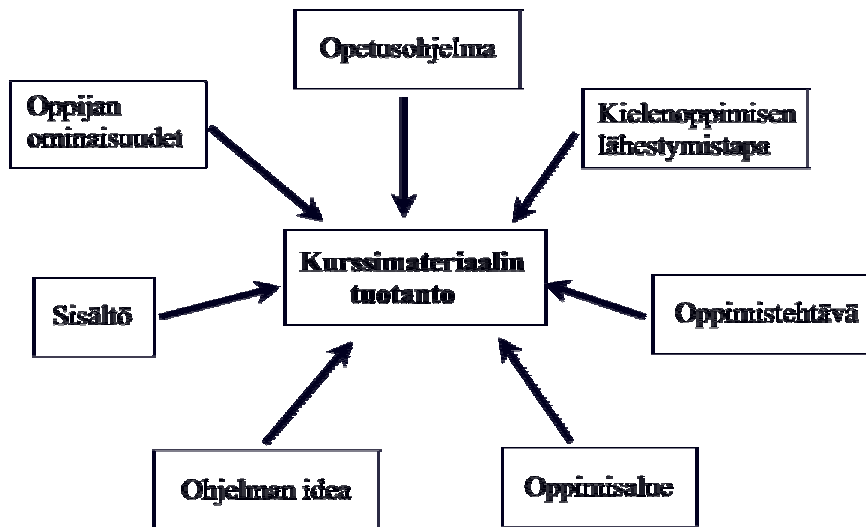 Opetusohjelma
Oppijan
ominaisuudet
Kielenoppimisen
lähestymistapa
Kurssimateriaalin
tuotanto
Sisältö
Oppimistehtävä
Ohjelman idea
Oppimisalue